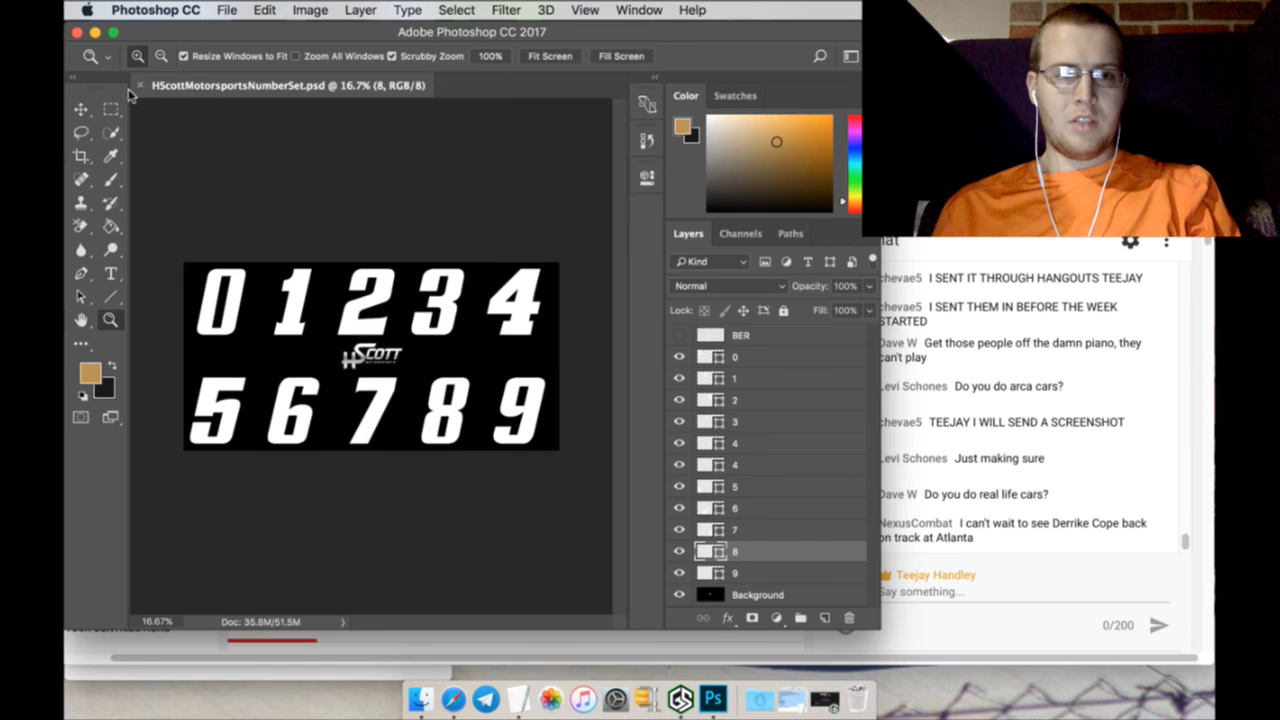 Photoshop CC File Edit Image Layer Type Select Filter 3D View Window Help
Adobe Photoshop CC 2017
Resize Windows to Fit Zoom All Windows Scrubby Zoom 100% Fit Screen Fill Screen
HScottMotorsportsNumberSet.psd @ 16.7% (8, RGB/8)
Color Swatches
Layers Channels Paths
Kind
Normal Opacity: 100%
Lock: Fill: 100%
BER
0
1
2
3
4
4
5
6
7
8
9
Background
0 1 2 3 4
HScott
5 6 7 8 9
16.67% Doc: 35.8M/51.5M
fx
hat
chevae5 I SENT IT THROUGH HANGOUTS TEEJAY
chevae5 I SENT THEM IN BEFORE THE WEEK
STARTED
Dave W Get those people off the damn piano, they
can't play
Levi Schones Do you do arca cars?
chevae5 TEEJAY I WILL SEND A SCREENSHOT
Levi Schones Just making sure
Dave W Do you do real life cars?
NexusCombat I can't wait to see Derrike Cope back
on track at Atlanta
Teejay Handley
Say something...
0/200
Ps